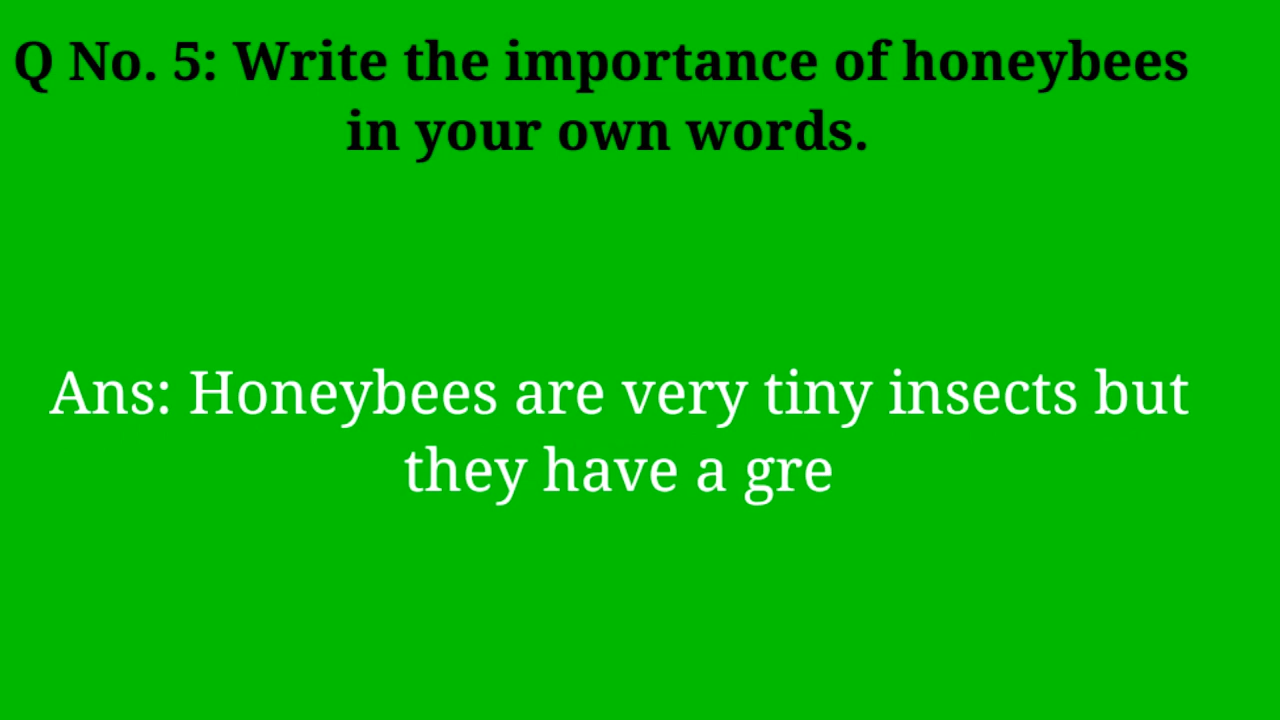 Q No. 5: Write the importance of honeybees
in your own words.
Ans: Honeybees are very tiny insects but
they have a gre